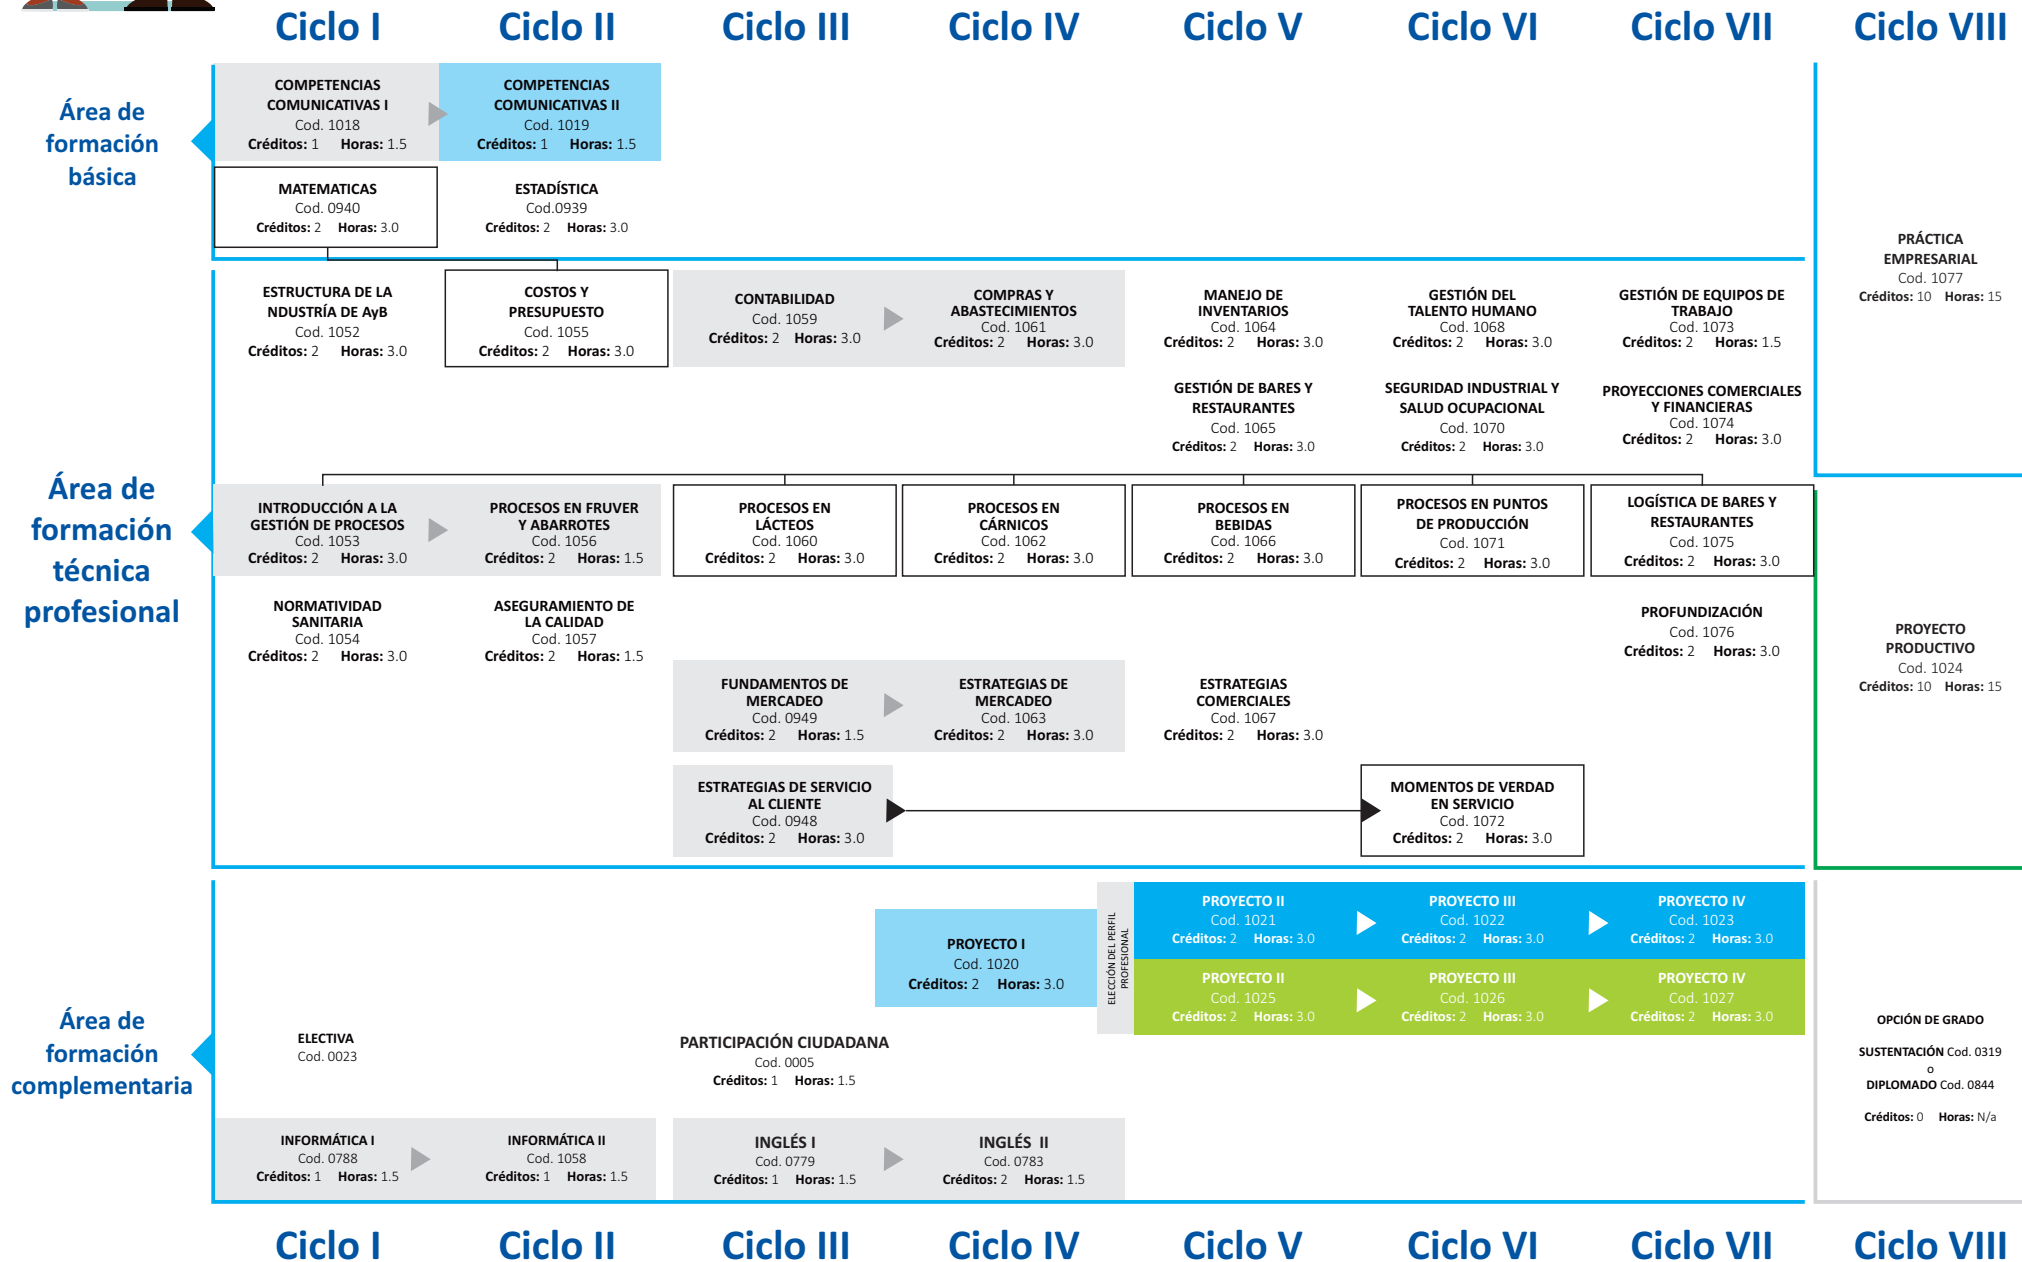 Ciclo I
Ciclo II
Ciclo III
Ciclo IV
Ciclo V
Ciclo VI
Ciclo VII
Ciclo VIII
Área de
formación
básica
COMPETENCIAS
COMUNICATIVAS I
Cod. 1018
Créditos: 1 Horas: 1.5
COMPETENCIAS
COMUNICATIVAS II
Cod. 1019
Créditos: 1 Horas: 1.5
MATEMATICAS
Cod. 0940
Créditos: 2 Horas: 3.0
ESTADÍSTICA
Cod.0939
Créditos: 2 Horas: 3.0
PRÁCTICA
EMPRESARIAL
Cod. 1077
Créditos: 10 Horas: 15
Área de
formación
técnica
profesional
ESTRUCTURA DE LA
NDUSTRÍA DE AyB
Cod. 1052
Créditos: 2 Horas: 3.0
COSTOS Y
PRESUPUESTO
Cod. 1055
Créditos: 2 Horas: 3.0
CONTABILIDAD
Cod. 1059
Créditos: 2 Horas: 3.0
COMPRAS Y
ABASTECIMIENTOS
Cod. 1061
Créditos: 2 Horas: 3.0
MANEJO DE
INVENTARIOS
Cod. 1064
Créditos: 2 Horas: 3.0
GESTIÓN DEL
TALENTO HUMANO
Cod. 1068
Créditos: 2 Horas: 3.0
GESTIÓN DE EQUIPOS DE
TRABAJO
Cod. 1073
Créditos: 2 Horas: 1.5
GESTIÓN DE BARES Y
RESTAURANTES
Cod. 1065
Créditos: 2 Horas: 3.0
SEGURIDAD INDUSTRIAL Y
SALUD OCUPACIONAL
Cod. 1070
Créditos: 2 Horas: 3.0
PROYECCIONES COMERCIALES
Y FINANCIERAS
Cod. 1074
Créditos: 2 Horas: 3.0
INTRODUCCIÓN A LA
GESTIÓN DE PROCESOS
Cod. 1053
Créditos: 2 Horas: 3.0
PROCESOS EN FRUVER
Y ABARROTES
Cod. 1056
Créditos: 2 Horas: 1.5
PROCESOS EN
LÁCTEOS
Cod. 1060
Créditos: 2 Horas: 3.0
PROCESOS EN
CÁRNICOS
Cod. 1062
Créditos: 2 Horas: 3.0
PROCESOS EN
BEBIDAS
Cod. 1066
Créditos: 2 Horas: 3.0
PROCESOS EN PUNTOS
DE PRODUCCIÓN
Cod. 1071
Créditos: 2 Horas: 3.0
LOGÍSTICA DE BARES Y
RESTAURANTES
Cod. 1075
Créditos: 2 Horas: 3.0
NORMATIVIDAD
SANITARIA
Cod. 1054
Créditos: 2 Horas: 3.0
ASEGURAMIENTO DE
LA CALIDAD
Cod. 1057
Créditos: 2 Horas: 1.5
PROFUNDIZACIÓN
Cod. 1076
Créditos: 2 Horas: 3.0
PROYECTO
PRODUCTIVO
Cod. 1024
Créditos: 10 Horas: 15
FUNDAMENTOS DE
MERCADEO
Cod. 0949
Créditos: 2 Horas: 1.5
ESTRATEGIAS DE
MERCADEO
Cod. 1063
Créditos: 2 Horas: 3.0
ESTRATEGIAS
COMERCIALES
Cod. 1067
Créditos: 2 Horas: 3.0
ESTRATEGIAS DE SERVICIO
AL CLIENTE
Cod. 0948
Créditos: 2 Horas: 3.0
MOMENTOS DE VERDAD
EN SERVICIO
Cod. 1072
Créditos: 2 Horas: 3.0
Área de
formación
complementaria
PROYECTO I
Cod. 1020
Créditos: 2 Horas: 3.0
ELECCIÓN DEL PERFIL
PROFESIONAL
PROYECTO II
Cod. 1021
Créditos: 2 Horas: 3.0
PROYECTO III
Cod. 1022
Créditos: 2 Horas: 3.0
PROYECTO IV
Cod. 1023
Créditos: 2 Horas: 3.0
PROYECTO II
Cod. 1025
Créditos: 2 Horas: 3.0
PROYECTO III
Cod. 1026
Créditos: 2 Horas: 3.0
PROYECTO IV
Cod. 1027
Créditos: 2 Horas: 3.0
ELECTIVA
Cod. 0023
PARTICIPACIÓN CIUDADANA
Cod. 0005
Créditos: 1 Horas: 1.5
OPCIÓN DE GRADO
SUSTENTACIÓN Cod. 0319
o
DIPLOMADO Cod. 0844
Créditos: 0 Horas: N/a
INFORMÁTICA I
Cod. 0788
Créditos: 1 Horas: 1.5
INFORMÁTICA II
Cod. 1058
Créditos: 1 Horas: 1.5
INGLÉS I
Cod. 0779
Créditos: 1 Horas: 1.5
INGLÉS II
Cod. 0783
Créditos: 2 Horas: 1.5
Ciclo I
Ciclo II
Ciclo III
Ciclo IV
Ciclo V
Ciclo VI
Ciclo VII
Ciclo VIII